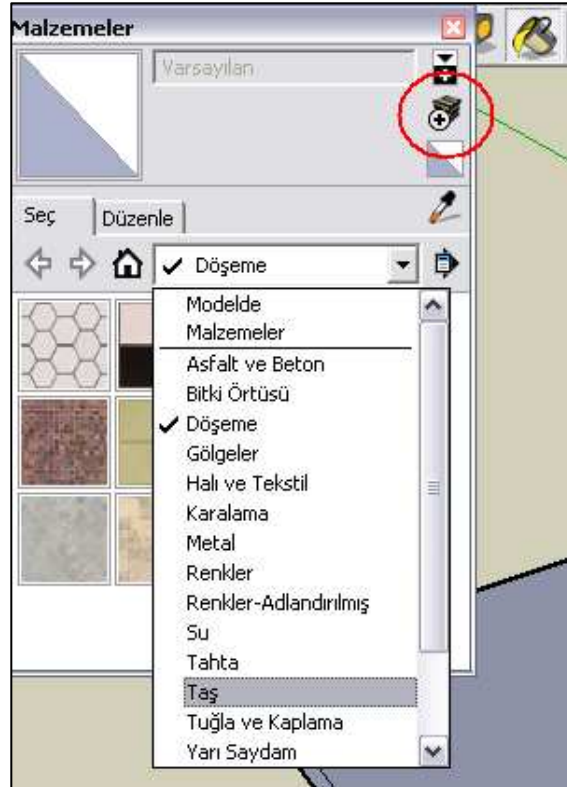 Malzemeler
Varsayılan
Seç Düzenle
Döşeme
Modelde
Malzemeler
Asfalt ve Beton
Bitki Örtüsü
Döşeme
Gölgeler
Halı ve Tekstil
Karalama
Metal
Renkler
Renkler-Adlandırılmış
Su
Tahta
Taş
Tuğla ve Kaplama
Yarı Saydam